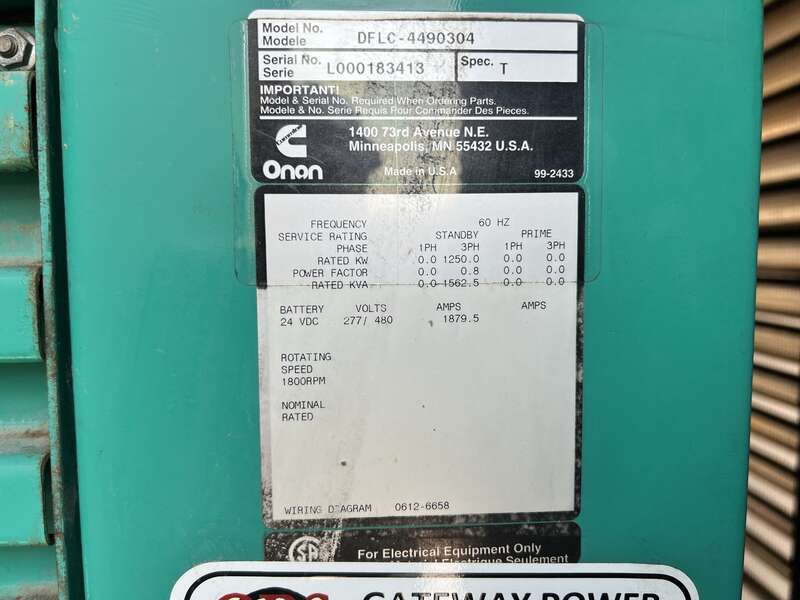 Model No. DFLC-4490304
Modele
Serial No. L000183413 Spec. T
Serie
IMPORTANT!
Model & Serial No. Required When Ordering Parts.
Modele & No. Serie Requis Pour Commander Des Pieces.
1400 73rd Avenue N.E.
Minneapolis, MN 55432 U.S.A.
Onan
Made in U.S.A
99-2433
FREQUENCY 60 HZ
SERVICE RATING STANDBY PRIME
PHASE 1PH 3PH 1PH 3PH
RATED KW 0.0 1250.0 0.0 0.0
POWER FACTOR 0.0 0.8 0.0 0.0
RATED KVA 0.0 1562.5 0.0 0.0
BATTERY VOLTS AMPS AMPS
24 VDC 277/ 480 1879.5
ROTATING
SPEED
1800RPM
NOMINAL
RATED
WIRING DIAGRAM 0612-6658
For Electrical Equipment Only
Electrique Seulement
GATEWAY POWER